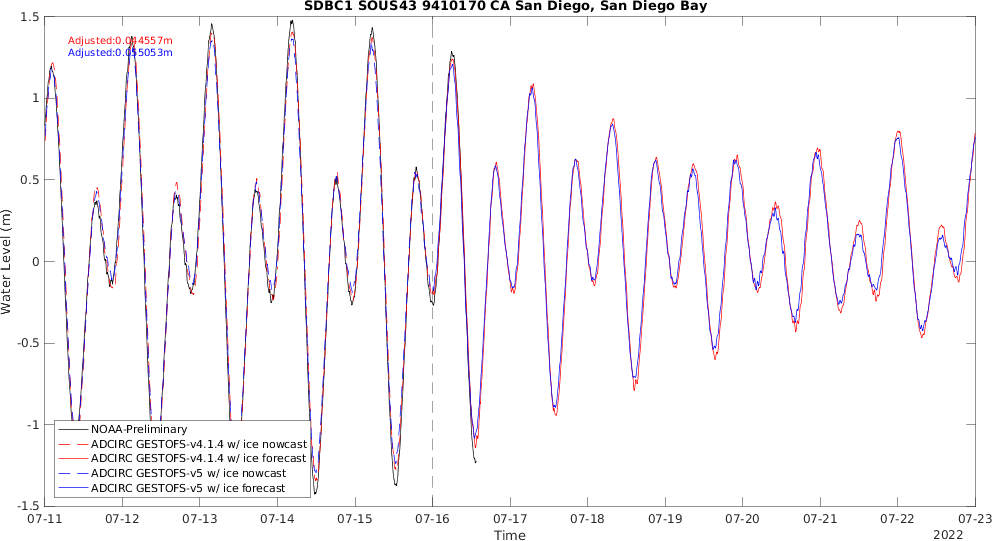 SDBC1 SOUS43 9410170 CA San Diego, San Diego Bay
Adjusted:0.044557m
Adjusted:0.055053m
Water Level (m)
1.5
1
0.5
0
-0.5
-1
-1.5
NOAA-Preliminary
ADCIRC GESTOFS-v4.1.4 w/ ice nowcast
ADCIRC GESTOFS-v4.1.4 w/ ice forecast
ADCIRC GESTOFS-v5 w/ ice nowcast
ADCIRC GESTOFS-v5 w/ ice forecast
07-11 07-12 07-13 07-14 07-15 07-16 07-17 07-18 07-19 07-20 07-21 07-22 07-23
Time
2022